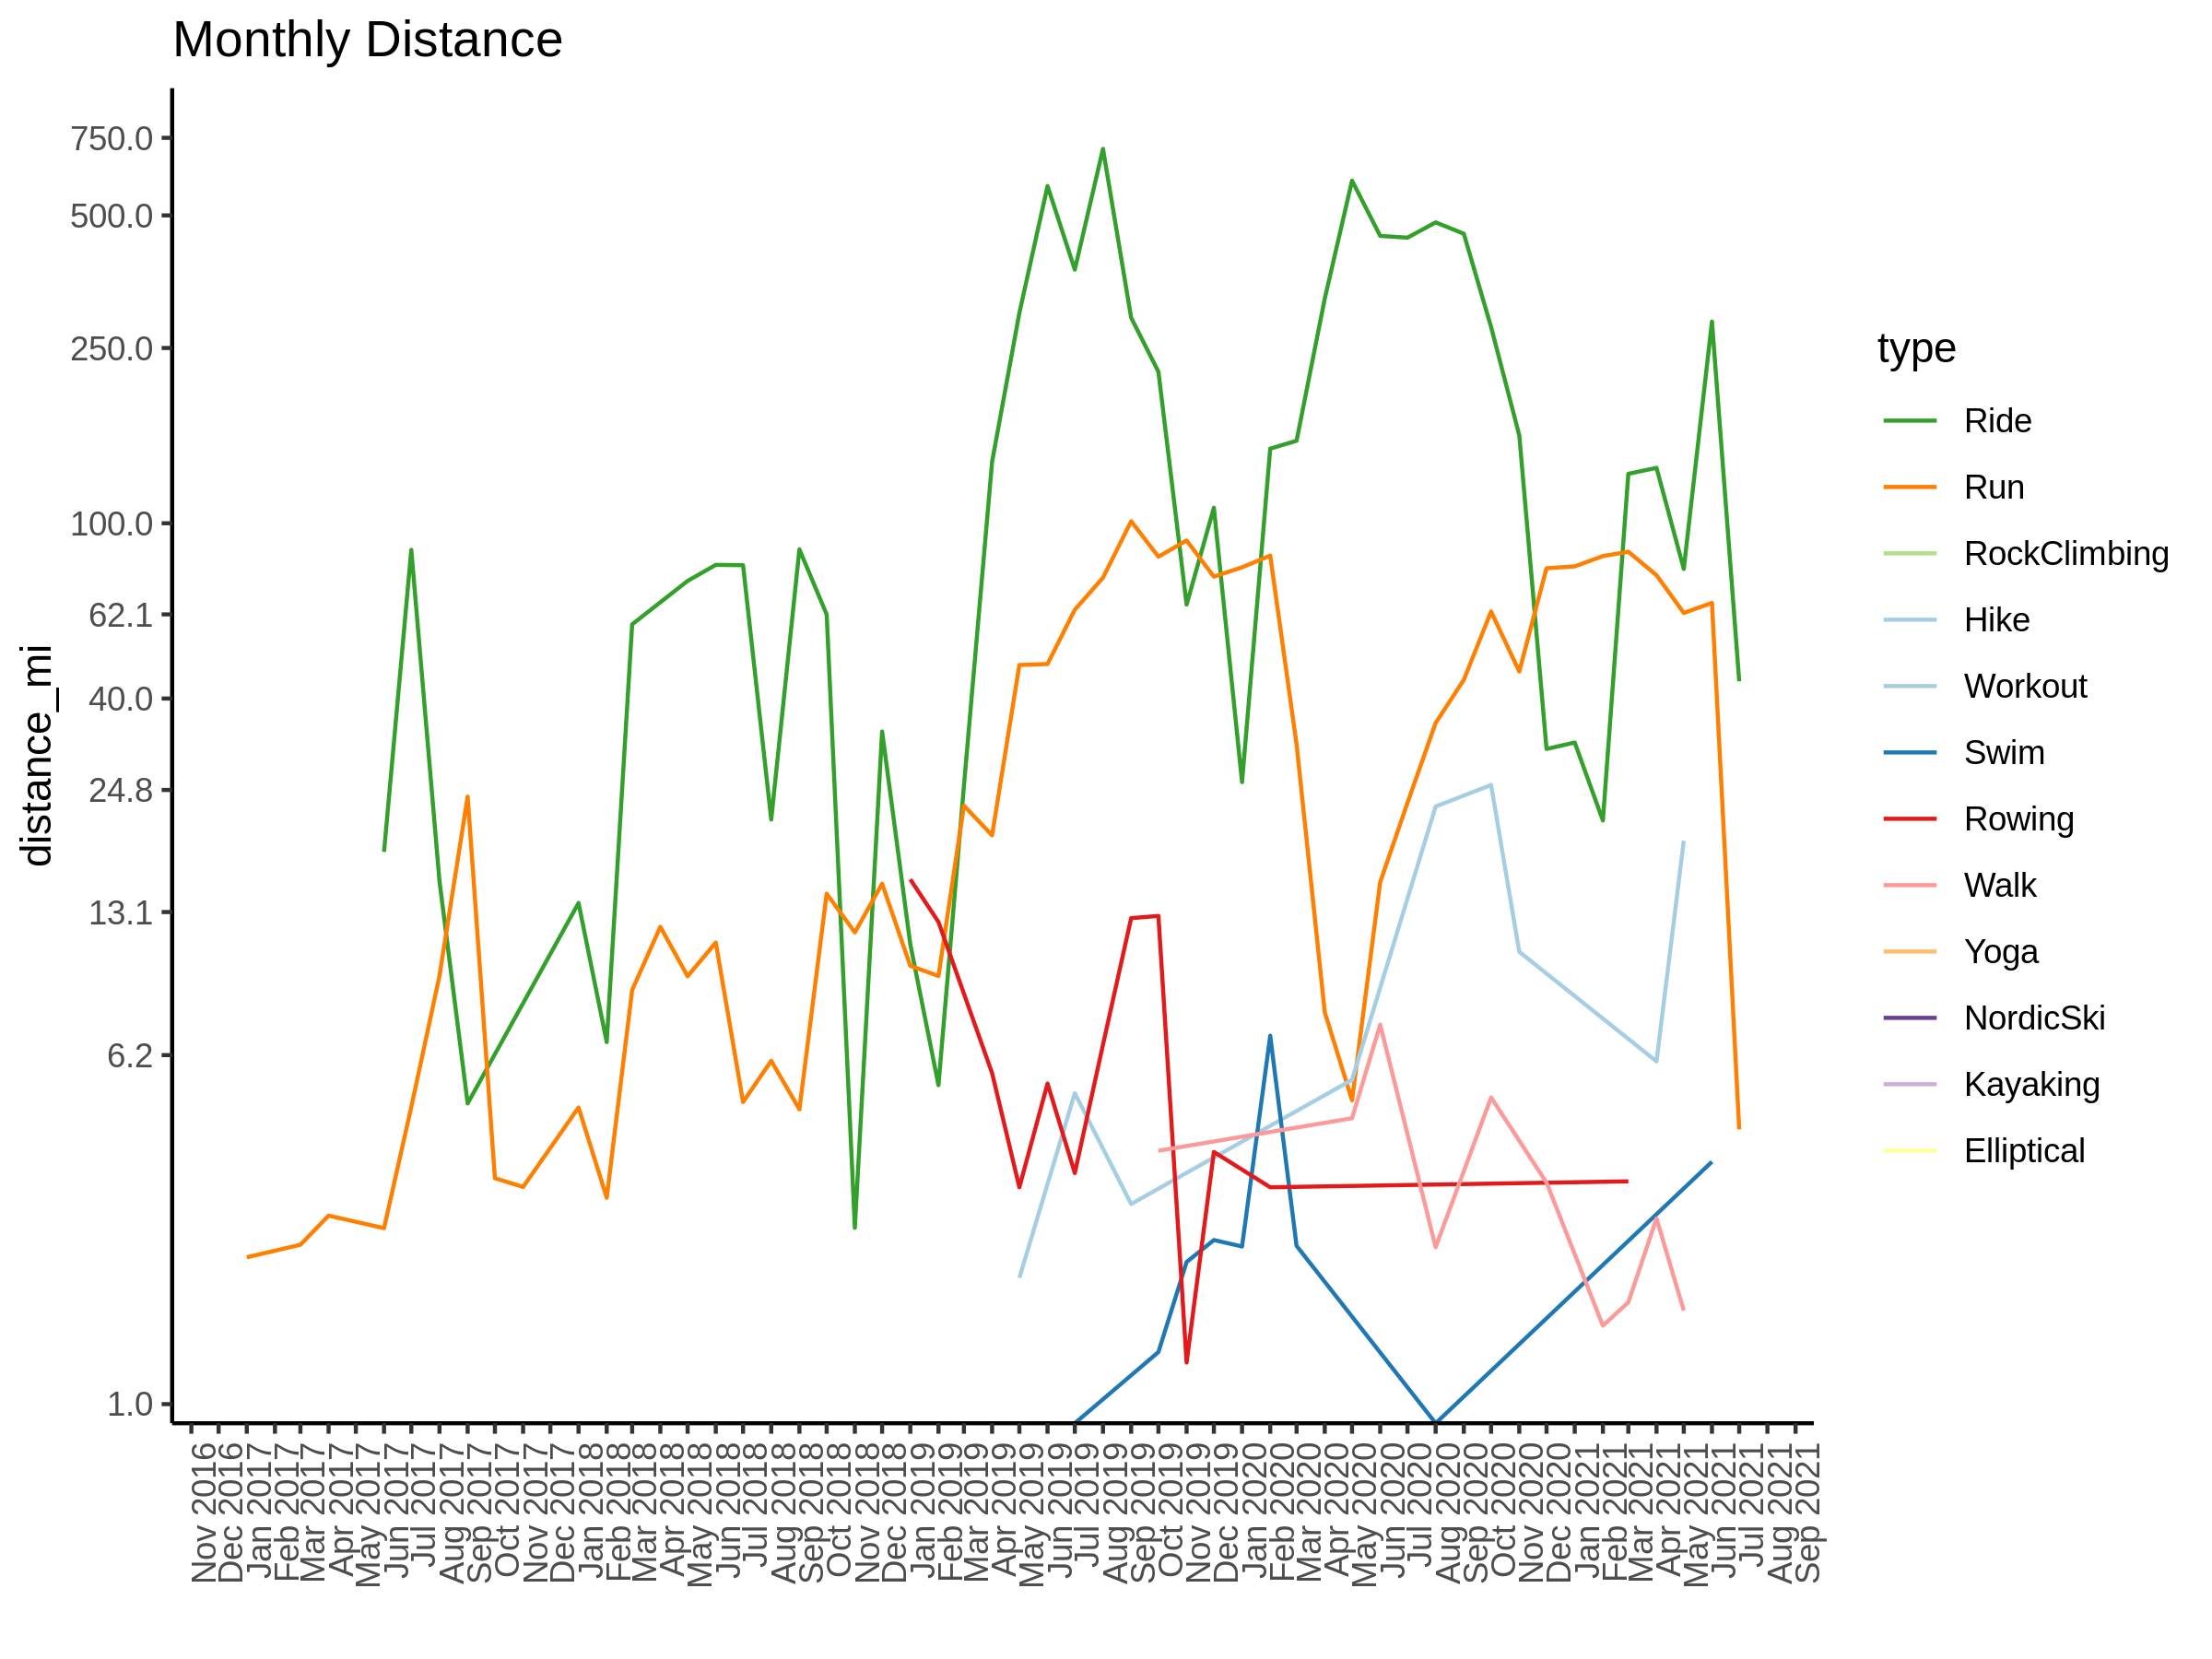 Monthly Distance
750.0
500.0
250.0
100.0
62.1
40.0
24.8
13.1
6.2
1.0
distance_mi
Nov 2016
Dec 2016
Jan 2017
Feb 2017
Mar 2017
Apr 2017
May 2017
Jun 2017
Jul 2017
Aug 2017
Sep 2017
Oct 2017
Nov 2017
Dec 2017
Jan 2018
Feb 2018
Mar 2018
Apr 2018
May 2018
Jun 2018
Jul 2018
Aug 2018
Sep 2018
Oct 2018
Nov 2018
Dec 2018
Jan 2019
Feb 2019
Mar 2019
Apr 2019
May 2019
Jun 2019
Jul 2019
Aug 2019
Sep 2019
Oct 2019
Nov 2019
Dec 2019
Jan 2020
Feb 2020
Mar 2020
Apr 2020
May 2020
Jun 2020
Jul 2020
Aug 2020
Sep 2020
Oct 2020
Nov 2020
Dec 2020
Jan 2021
Feb 2021
Mar 2021
Apr 2021
May 2021
Jun 2021
Jul 2021
Aug 2021
Sep 2021
type
Ride
Run
RockClimbing
Hike
Workout
Swim
Rowing
Walk
Yoga
NordicSki
Kayaking
Elliptical